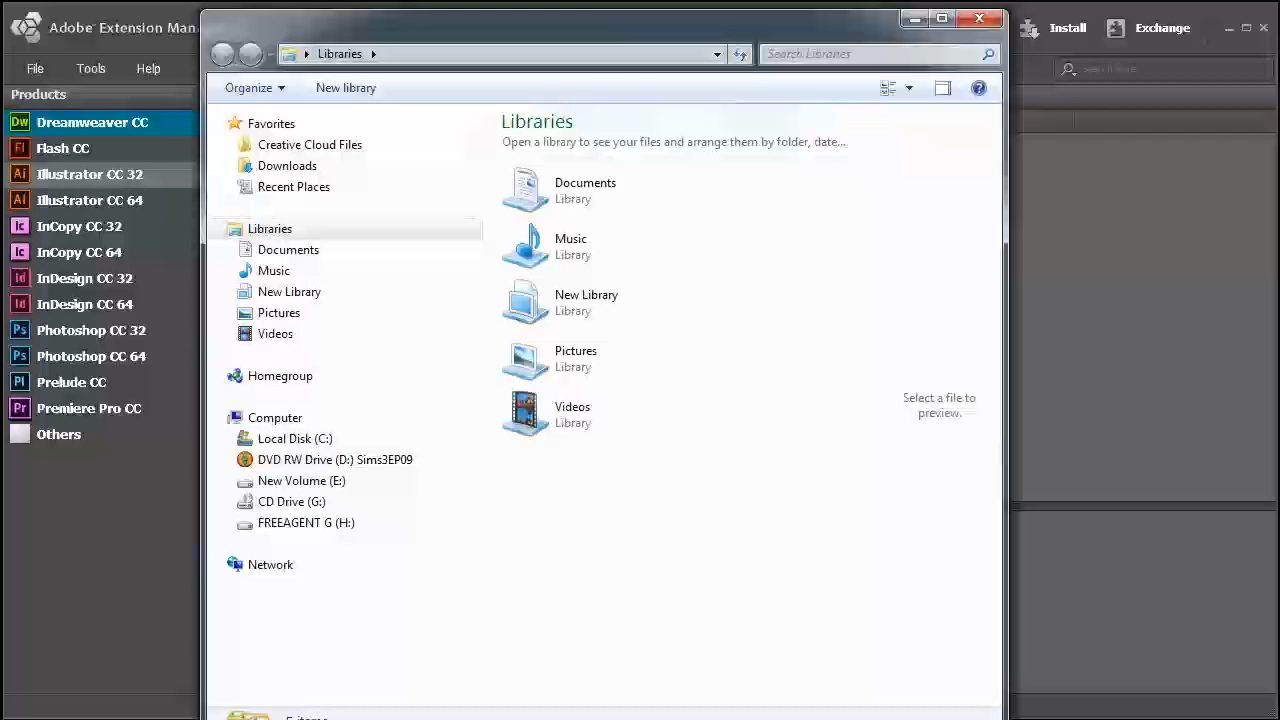 Adobe Extension Man
Install
Exchange
Libraries
Search Libraries
File Tools Help
Organize
New library
Products
Dw Dreamweaver CC
Fl Flash CC
Ai Illustrator CC 32
Ai Illustrator CC 64
Ic InCopy CC 32
Ic InCopy CC 64
Id InDesign CC 32
Id InDesign CC 64
Ps Photoshop CC 32
Ps Photoshop CC 64
Pl Prelude CC
Pr Premiere Pro CC
Others
Favorites
Creative Cloud Files
Downloads
Recent Places
Libraries
Documents
Music
New Library
Pictures
Videos
Homegroup
Computer
Local Disk (C:)
DVD RW Drive (D:) Sims3EP09
New Volume (E:)
CD Drive (G:)
FREEAGENT G (H:)
Network
Libraries
Open a library to see your files and arrange them by folder, date...
Documents
Library
Music
Library
New Library
Library
Pictures
Library
Videos
Library
Select a file to
preview.